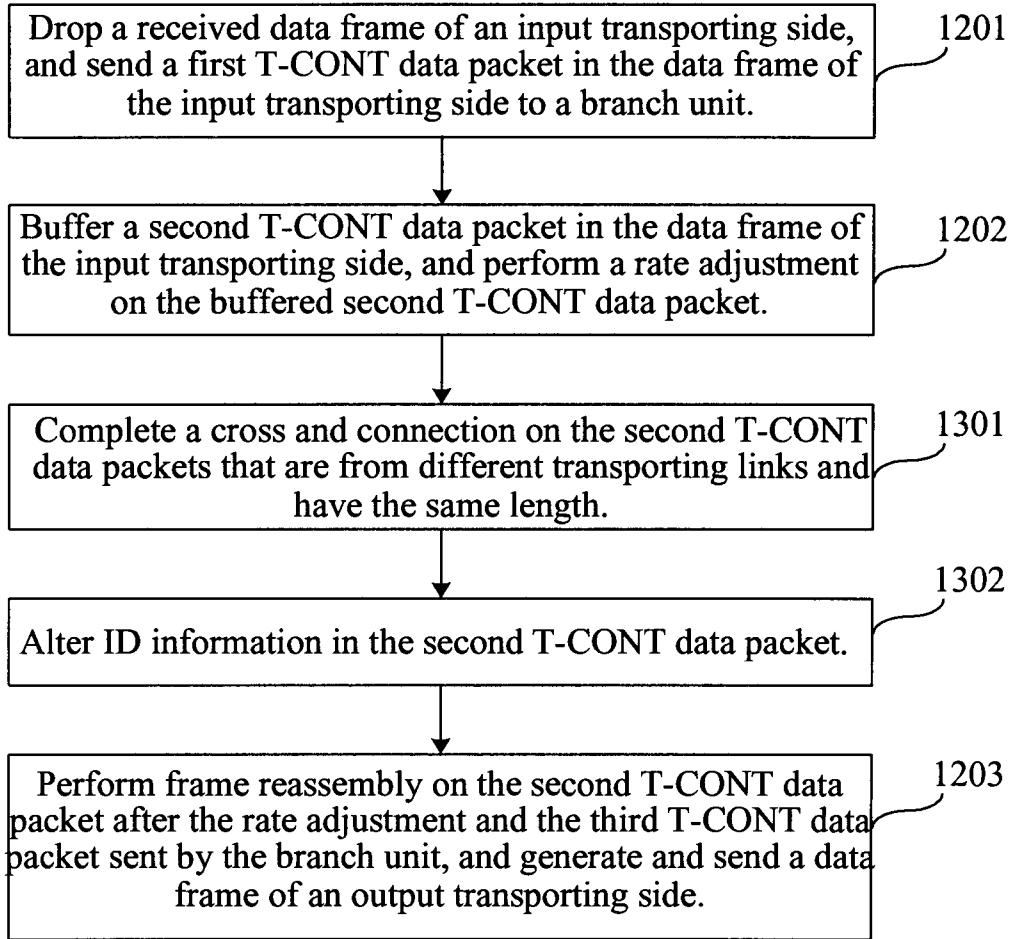 Drop a received data frame of an input transporting side,
and send a first T-CONT data packet in the data frame of
the input transporting side to a branch unit.
1201
Buffer a second T-CONT data packet in the data frame of
the input transporting side, and perform a rate adjustment
on the buffered second T-CONT data packet.
1202
Complete a cross and connection on the second T-CONT
data packets that are from different transporting links and
have the same length.
1301
Alter ID information in the second T-CONT data packet.
1302
Perform frame reassembly on the second T-CONT data
packet after the rate adjustment and the third T-CONT data
packet sent by the branch unit, and generate and send a data
frame of an output transporting side.
1203